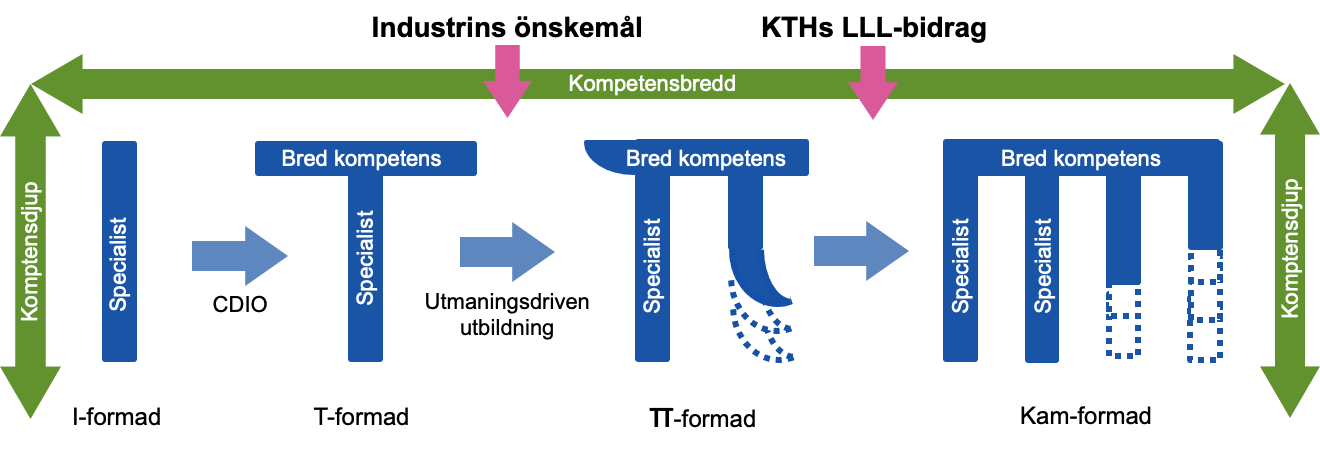 Industrins önskemål
KTHs LLL-bidrag
Kompetensbredd
Komptensdjup
Specialist
I-formad
CDIO
Bred kompetens
Specialist
T-formad
Utmaningsdriven
utbildning
Bred kompetens
Specialist
TT-formad
Bred kompetens
Specialist
Specialist
Kam-formad
Komptensdjup